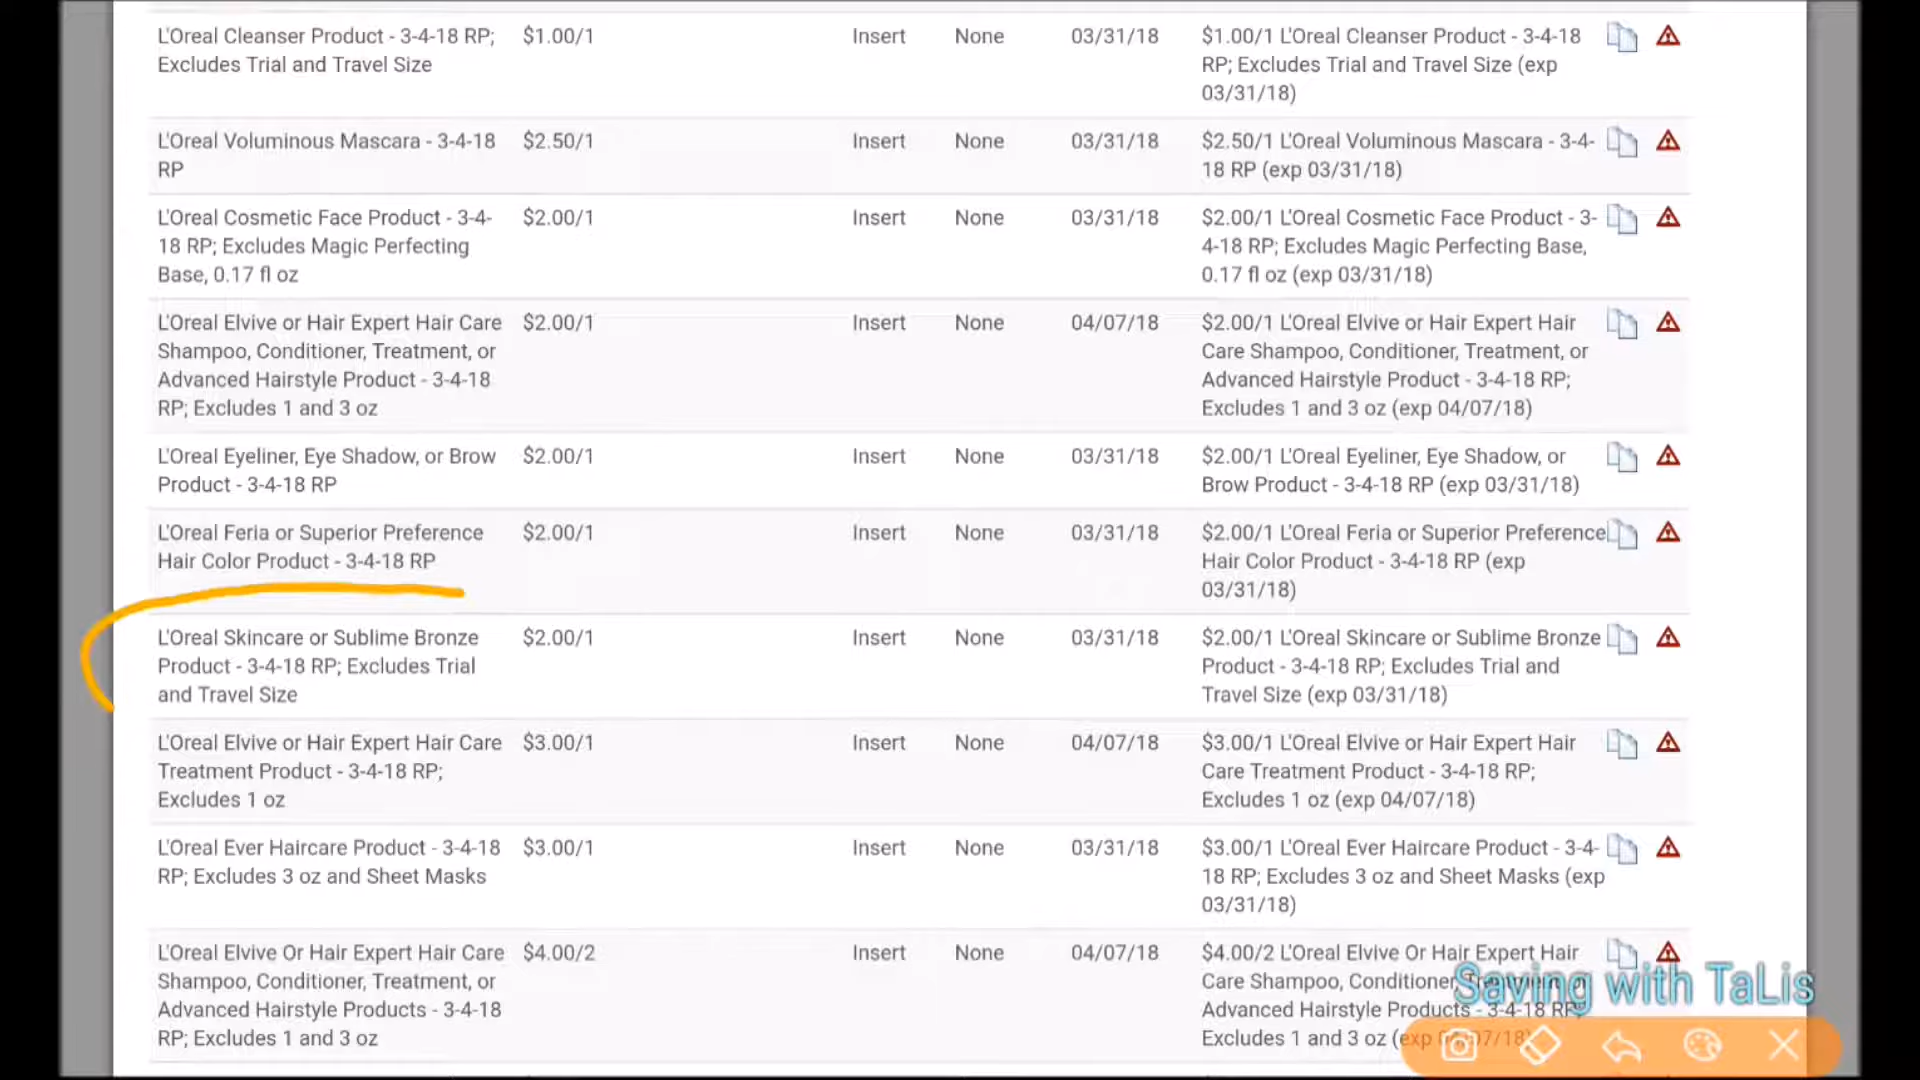 L'Oreal Cleanser Product - 3-4-18 RP; $1.00/1 Insert None 03/31/18 $1.00/1 L'Oreal Cleanser Product - 3-4-18
Excludes Trial and Travel Size RP; Excludes Trial and Travel Size (exp
03/31/18)
L'Oreal Voluminous Mascara - 3-4-18 $2.50/1 Insert None 03/31/18 $2.50/1 L'Oreal Voluminous Mascara - 3-4-
RP 18 RP (exp 03/31/18)
L'Oreal Cosmetic Face Product - 3-4- $2.00/1 Insert None 03/31/18 $2.00/1 L'Oreal Cosmetic Face Product - 3-
18 RP; Excludes Magic Perfecting 4-18 RP; Excludes Magic Perfecting Base,
Base, 0.17 fl oz 0.17 fl oz (exp 03/31/18)
L'Oreal Elvive or Hair Expert Hair Care $2.00/1 Insert None 04/07/18 $2.00/1 L'Oreal Elvive or Hair Expert Hair
Shampoo, Conditioner, Treatment, or Care Shampoo, Conditioner, Treatment, or
Advanced Hairstyle Product - 3-4-18 Advanced Hairstyle Product - 3-4-18 RP;
RP; Excludes 1 and 3 oz Excludes 1 and 3 oz (exp 04/07/18)
L'Oreal Eyeliner, Eye Shadow, or Brow $2.00/1 Insert None 03/31/18 $2.00/1 L'Oreal Eyeliner, Eye Shadow, or
Product - 3-4-18 RP Brow Product - 3-4-18 RP (exp 03/31/18)
L'Oreal Feria or Superior Preference $2.00/1 Insert None 03/31/18 $2.00/1 L'Oreal Feria or Superior Preference
Hair Color Product - 3-4-18 RP Hair Color Product - 3-4-18 RP (exp
03/31/18)
L'Oreal Skincare or Sublime Bronze $2.00/1 Insert None 03/31/18 $2.00/1 L'Oreal Skincare or Sublime Bronze
Product - 3-4-18 RP; Excludes Trial Product - 3-4-18 RP; Excludes Trial and
and Travel Size Travel Size (exp 03/31/18)
L'Oreal Elvive or Hair Expert Hair Care $3.00/1 Insert None 04/07/18 $3.00/1 L'Oreal Elvive or Hair Expert Hair
Treatment Product - 3-4-18 RP; Care Treatment Product - 3-4-18 RP;
Excludes 1 oz Excludes 1 oz (exp 04/07/18)
L'Oreal Ever Haircare Product - 3-4-18 $3.00/1 Insert None 03/31/18 $3.00/1 L'Oreal Ever Haircare Product - 3-4-
RP; Excludes 3 oz and Sheet Masks 18 RP; Excludes 3 oz and Sheet Masks (exp
03/31/18)
L'Oreal Elvive Or Hair Expert Hair Care $4.00/2 Insert None 04/07/18 $4.00/2 L'Oreal Elvive Or Hair Expert Hair
Shampoo, Conditioner, Treatment, or Care Shampoo, Conditioner, Treatment, or
Advanced Hairstyle Products - 3-4-18 Advanced Hairstyle Products - 3-4-18 RP;
RP; Excludes 1 and 3 oz Excludes 1 and 3 oz (exp 04/07/18)
Saving with TaLis